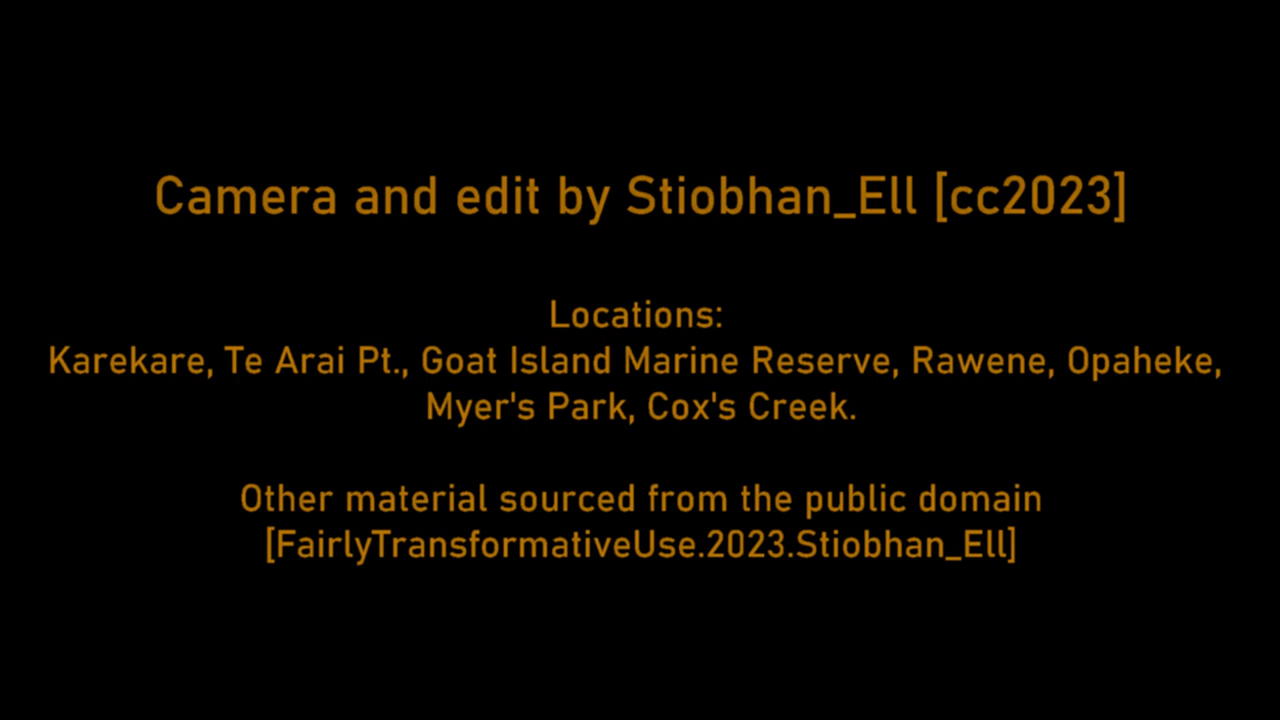 Camera and edit by Stiobhan_Ell [cc2023]
Locations:
Karekare, Te Arai Pt., Goat Island Marine Reserve, Rawene, Opaheke,
Myer's Park, Cox's Creek.
Other material sourced from the public domain
[FairlyTransformativeUse.2023.Stiobhan_Ell]